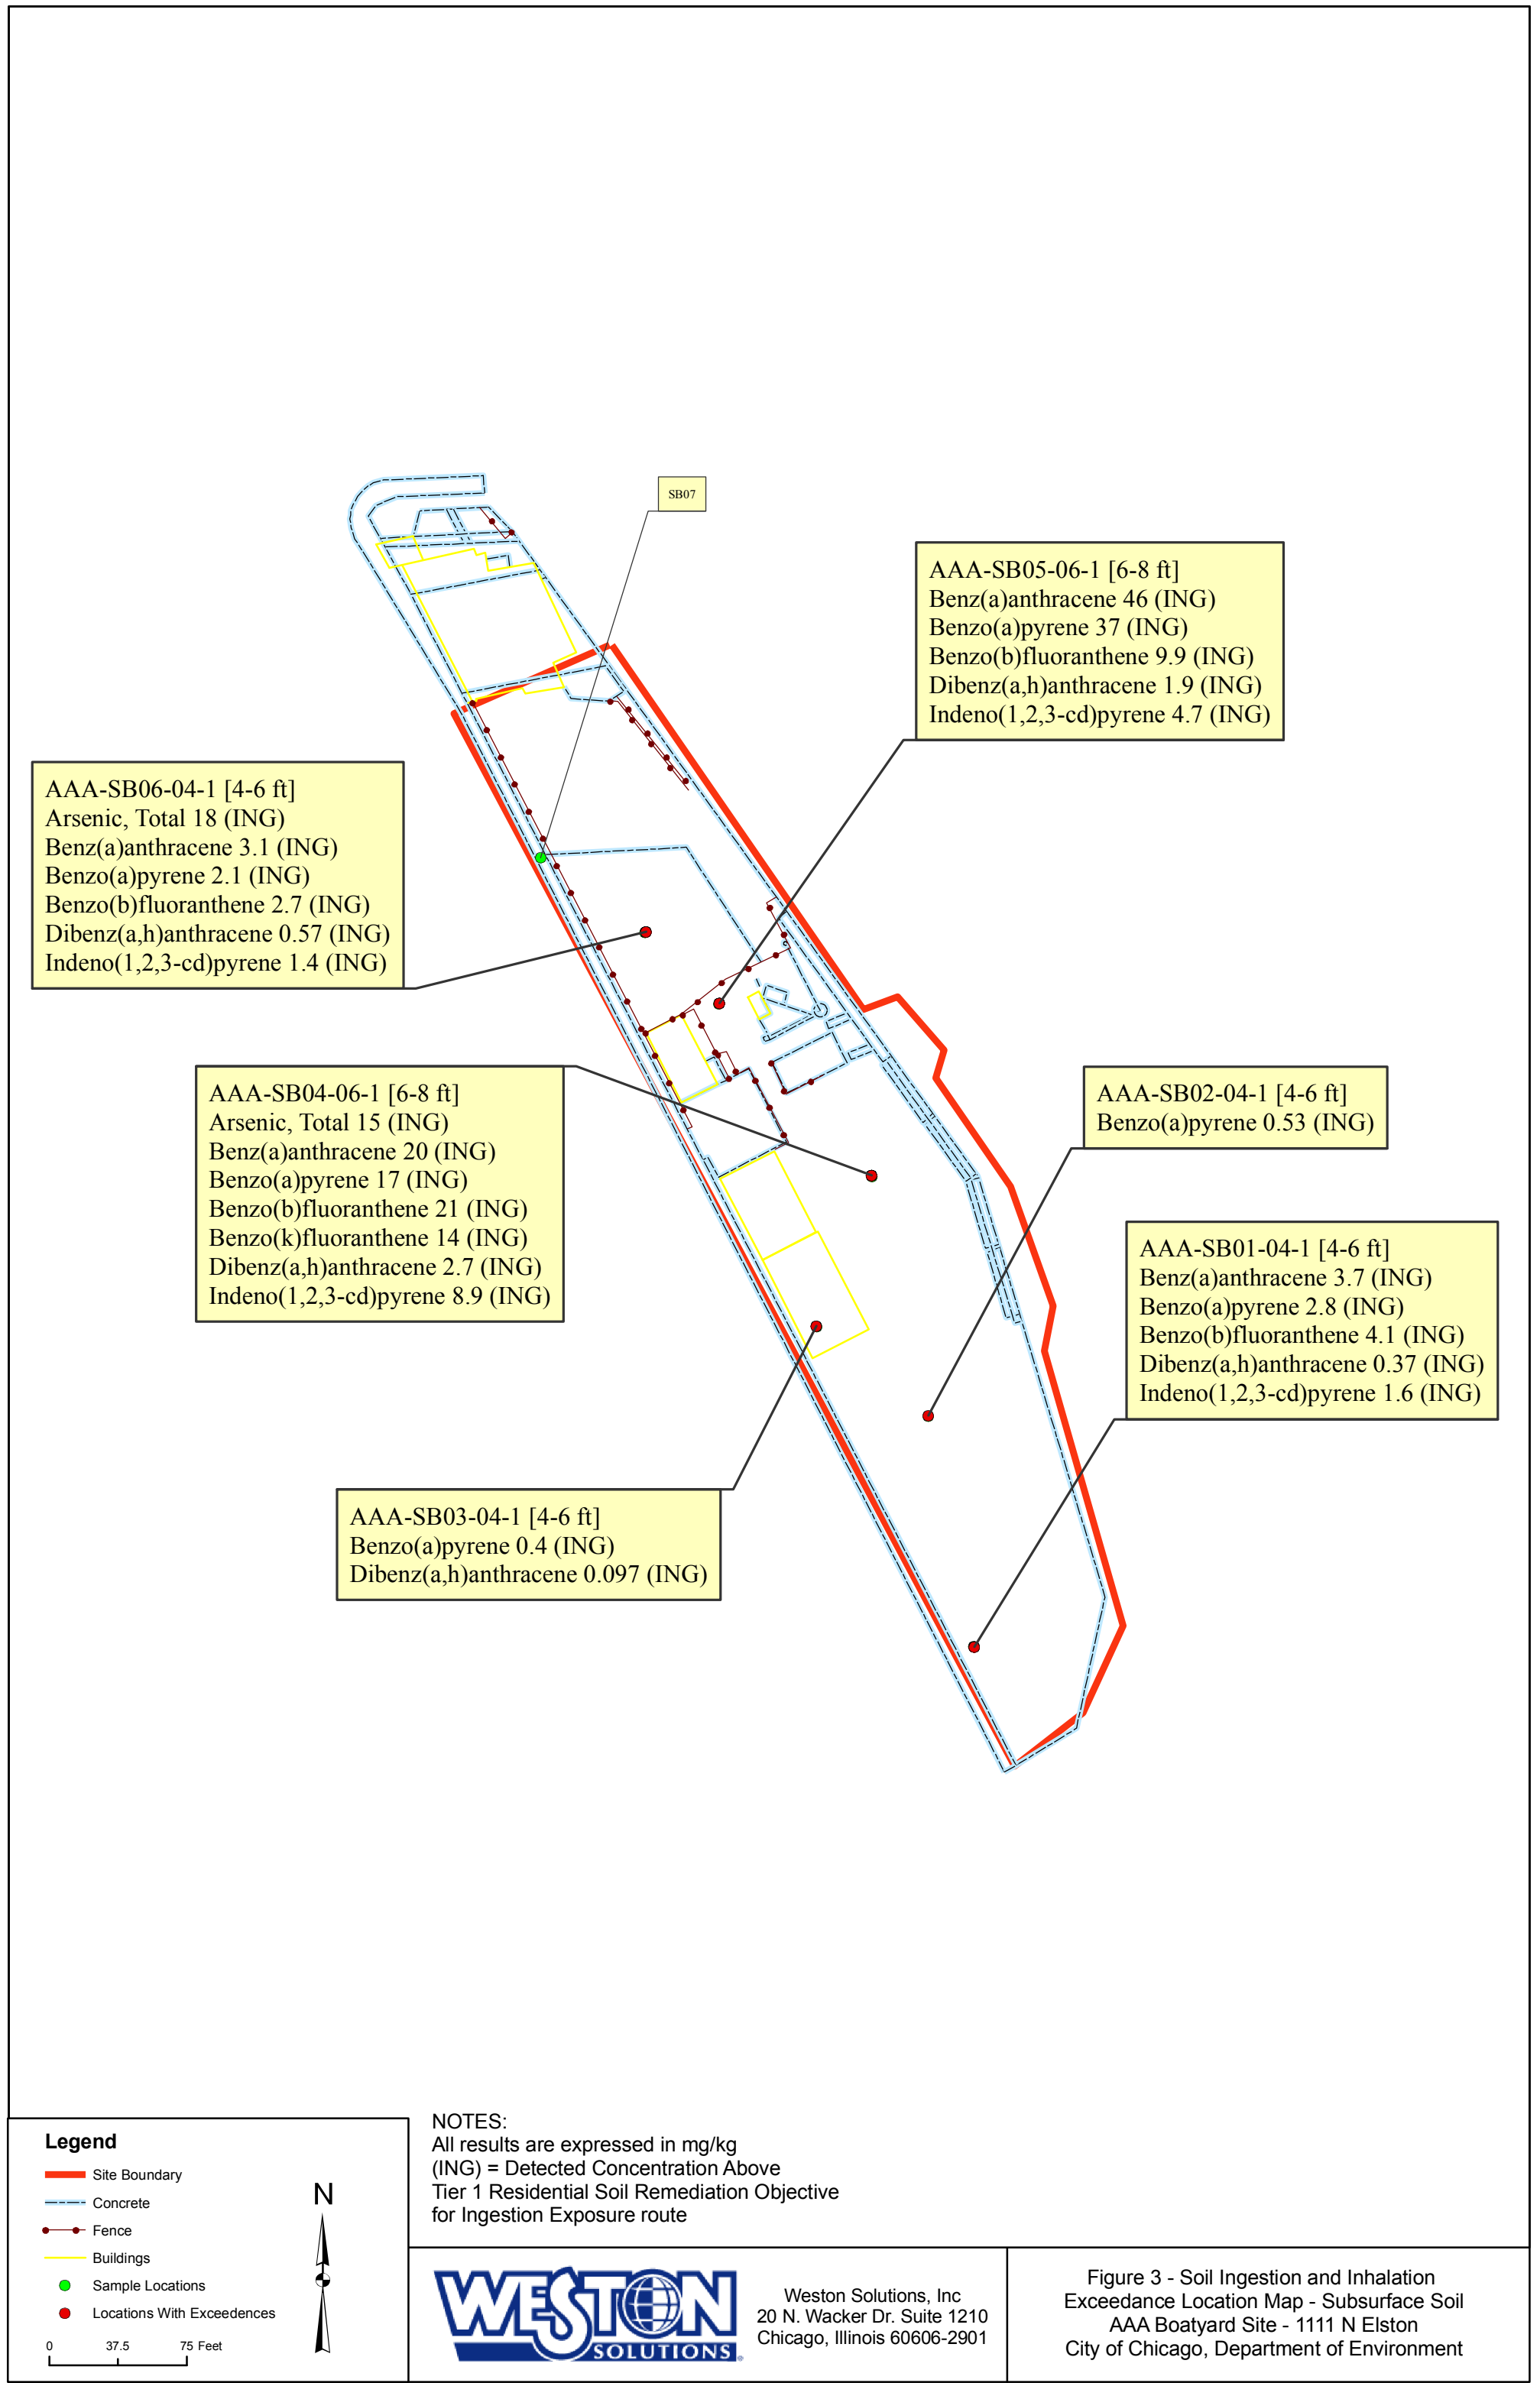 SB07
AAA-SB05-06-1 [6-8 ft]
Benz(a)anthracene 46 (ING)
Benzo(a)pyrene 37 (ING)
Benzo(b)fluoranthene 9.9 (ING)
Dibenz(a,h)anthracene 1.9 (ING)
Indeno(1,2,3-cd)pyrene 4.7 (ING)
AAA-SB06-04-1 [4-6 ft]
Arsenic, Total 18 (ING)
Benz(a)anthracene 3.1 (ING)
Benzo(a)pyrene 2.1 (ING)
Benzo(b)fluoranthene 2.7 (ING)
Dibenz(a,h)anthracene 0.57 (ING)
Indeno(1,2,3-cd)pyrene 1.4 (ING)
AAA-SB04-06-1 [6-8 ft]
Arsenic, Total 15 (ING)
Benz(a)anthracene 20 (ING)
Benzo(a)pyrene 17 (ING)
Benzo(b)fluoranthene 21 (ING)
Benzo(k)fluoranthene 14 (ING)
Dibenz(a,h)anthracene 2.7 (ING)
Indeno(1,2,3-cd)pyrene 8.9 (ING)
AAA-SB02-04-1 [4-6 ft]
Benzo(a)pyrene 0.53 (ING)
AAA-SB01-04-1 [4-6 ft]
Benz(a)anthracene 3.7 (ING)
Benzo(a)pyrene 2.8 (ING)
Benzo(b)fluoranthene 4.1 (ING)
Dibenz(a,h)anthracene 0.37 (ING)
Indeno(1,2,3-cd)pyrene 1.6 (ING)
AAA-SB03-04-1 [4-6 ft]
Benzo(a)pyrene 0.4 (ING)
Dibenz(a,h)anthracene 0.097 (ING)
Legend
Site Boundary
Concrete
Fence
Buildings
Sample Locations
Locations With Exceedences
0 37.5 75 Feet
N
NOTES:
All results are expressed in mg/kg
(ING) = Detected Concentration Above
Tier 1 Residential Soil Remediation Objective
for Ingestion Exposure route
WESTON
SOLUTIONS®
Weston Solutions, Inc
20 N. Wacker Dr. Suite 1210
Chicago, Illinois 60606-2901
Figure 3 - Soil Ingestion and Inhalation
Exceedance Location Map - Subsurface Soil
AAA Boatyard Site - 1111 N Elston
City of Chicago, Department of Environment